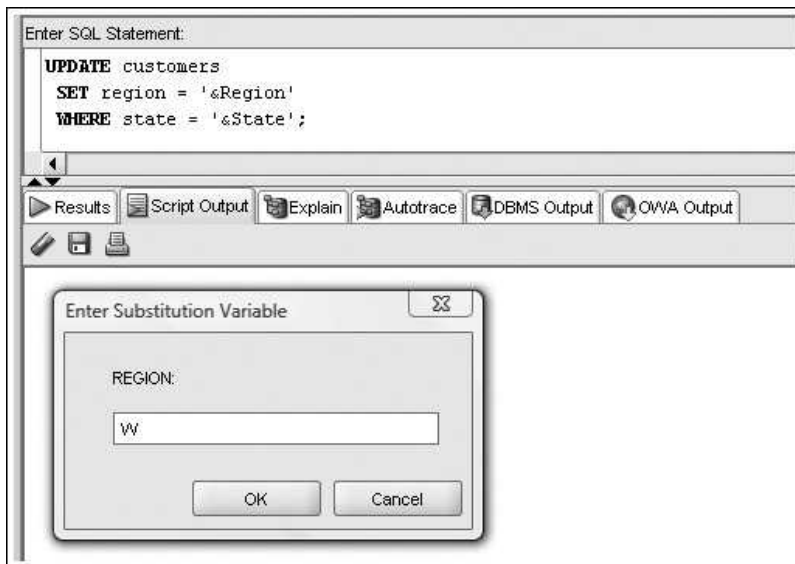 Enter SQL Statement:
UPDATE customers
SET region = '&Region'
WHERE state = '&State';
Results Script Output Explain Autotrace DBMS Output OWA Output
Enter Substitution Variable
REGION:
W
OK Cancel